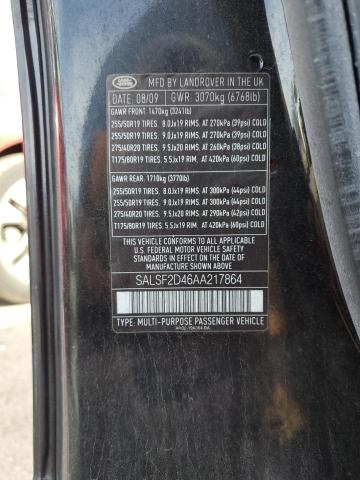 LAND ROVER
MFD BY LANDROVER IN THE UK
DATE 08/09 GWR: 3070kg (6768lb)
GAWR FRONT 1470kg (3241lb)
255/50R19 TIRES. 8.0Jx19 RIMS. AT 270kPa (39psi) COLD
255/50R19 TIRES. 9.0Jx19 RIMS. AT 270kPa (39psi) COLD
275/40R20 TIRES. 9.5Jx20 RIMS. AT 260kPa (38psi) COLD
T175/80R19 TIRES. 5.5Jx19 RIM. AT 420kPa (60psi) COLD
GAWR REAR: 1710kg (3770lb)
255/50R19 TIRES. 8.0Jx19 RIMS. AT 300kPa (44psi) COLD
255/50R19 TIRES. 9.0Jx19 RIMS. AT 300kPa (44psi) COLD
275/40R20 TIRES. 9.5Jx20 RIMS. AT 290kPa (42psi) COLD
T175/80R19 TIRES. 5.5Jx19 RIM. AT 420kPa (60psi) COLD
THIS VEHICLE CONFORMS TO ALL APPLICABLE
U.S. FEDERAL MOTOR VEHICLE SAFETY
STANDARDS IN EFFECT ON THE DATE OF
MANUFACTURE SHOWN ABOVE
SALSF2D46AA217864
TYPE: MULTI-PURPOSE PASSENGER VEHICLE